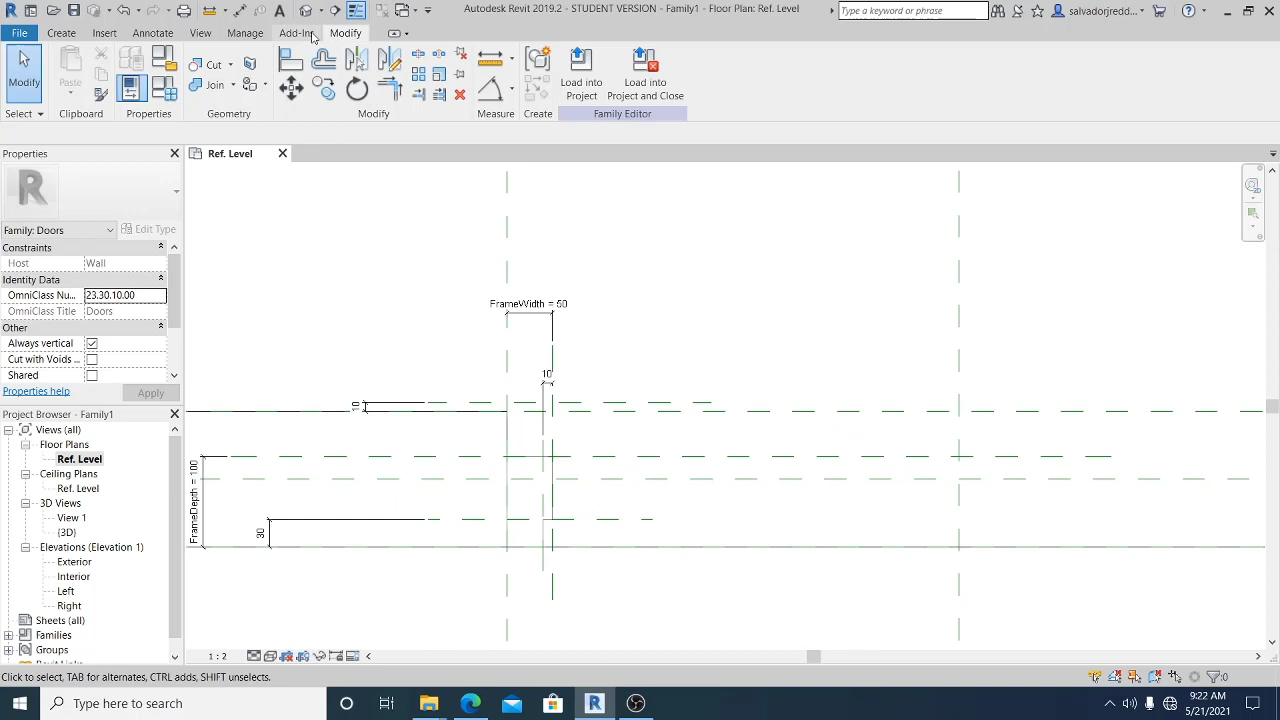 Autodesk Revit 2019.2 - STUDENT VERSION - Family1 - Floor Plan: Ref. Level
Type a keyword or phrase
salvadorjredd...
File Create Insert Annotate View Manage Add-Ins Modify
Modify
Paste
Cut
Join
Load into
Project
Load into
Project and Close
Select
Clipboard
Properties
Geometry
Modify
Measure
Create
Family Editor
Properties
Ref. Level
Family: Doors
Edit Type
Constraints
Host Wall
Identity Data
OmniClass Nu... 23.30.10.00
OmniClass Title Doors
Other
Always vertical
Cut with Voids ...
Shared
Properties help
Apply
Project Browser - Family1
Views (all)
Floor Plans
Ref. Level
Ceiling Plans
Ref. Level
3D Views
View 1
{3D}
Elevations (Elevation 1)
Exterior
Interior
Left
Right
Sheets (all)
Families
Groups
FrameWidth = 50
10
10
FrameDepth = 100
30
1 : 2
Click to select, TAB for alternates, CTRL adds, SHIFT unselects.
:0
Type here to search
9:22 AM
5/21/2021